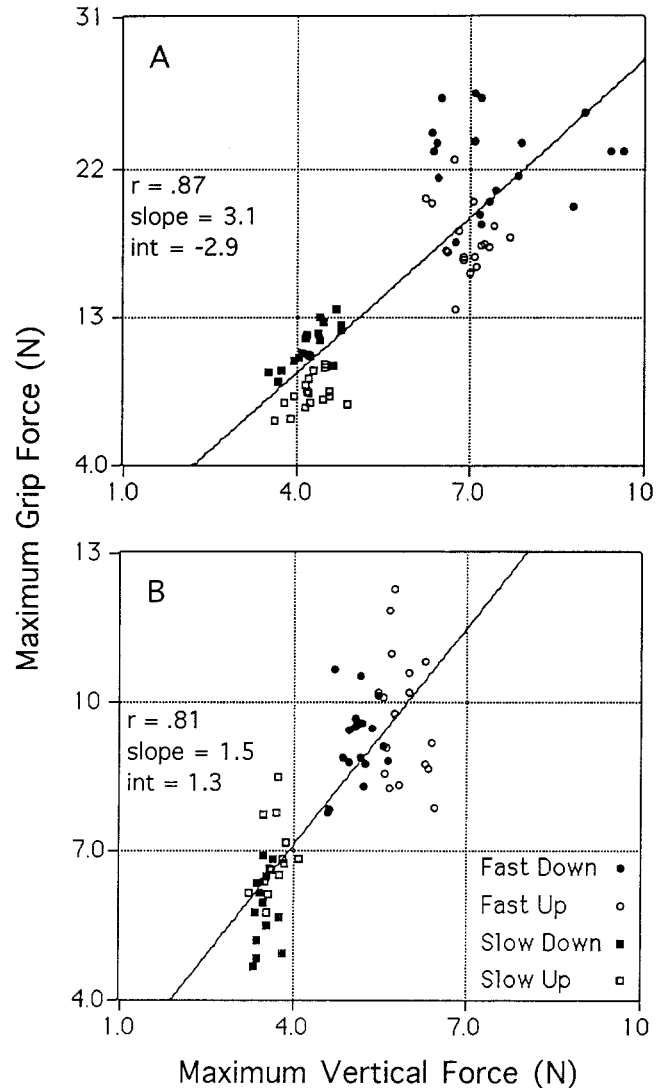 Maximum Grip Force (N)
31
22
13
4.0
A
r = .87
slope = 3.1
int = -2.9
1.0
4.0
7.0
10
13
10
7.0
4.0
B
r = .81
slope = 1.5
int = 1.3
Fast Down
Fast Up
Slow Down
Slow Up
1.0
4.0
7.0
10
Maximum Vertical Force (N)